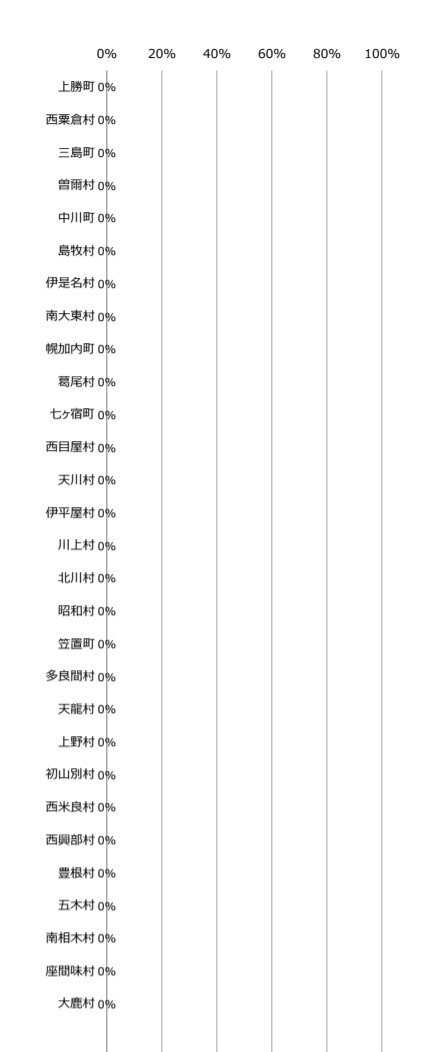 0% 20% 40% 60% 80% 100%
上勝町 0%
西粟倉村 0%
三島町 0%
曽爾村 0%
中川町 0%
島牧村 0%
伊是名村 0%
南大東村 0%
幌加内町 0%
葛尾村 0%
七ヶ宿町 0%
西目屋村 0%
天川村 0%
伊平屋村 0%
川上村 0%
北川村 0%
昭和村 0%
笠置町 0%
多良間村 0%
天龍村 0%
上野村 0%
初山別村 0%
西米良村 0%
西興部村 0%
豊根村 0%
五木村 0%
南相木村 0%
座間味村 0%
大鹿村 0%